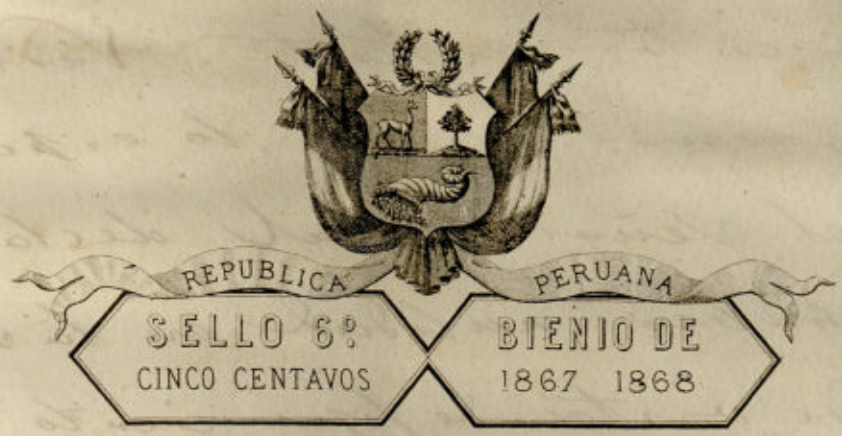 REPUBLICA PERUANA
SELLO 6º BIENIO DE
CINCO CENTAVOS 1867 1868